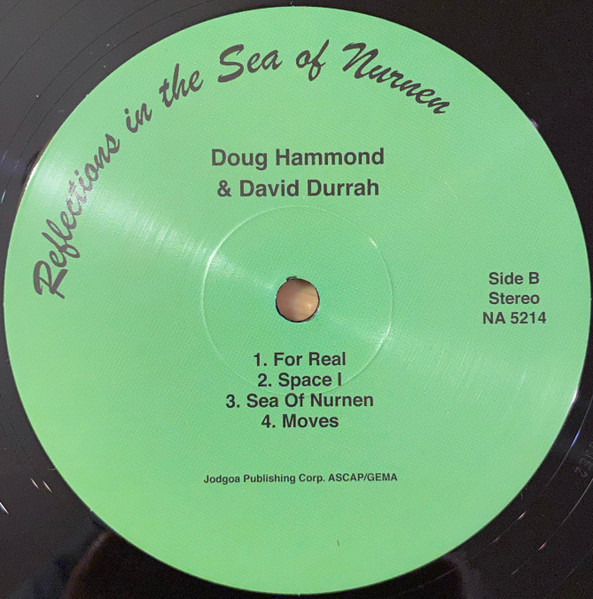 Reflections in the Sea of Nurnen
Doug Hammond
& David Durrah
Side B
Stereo
NA 5214
1. For Real
2. Space I
3. Sea Of Nurnen
4. Moves
Jodgoa Publishing Corp. ASCAP/GEMA